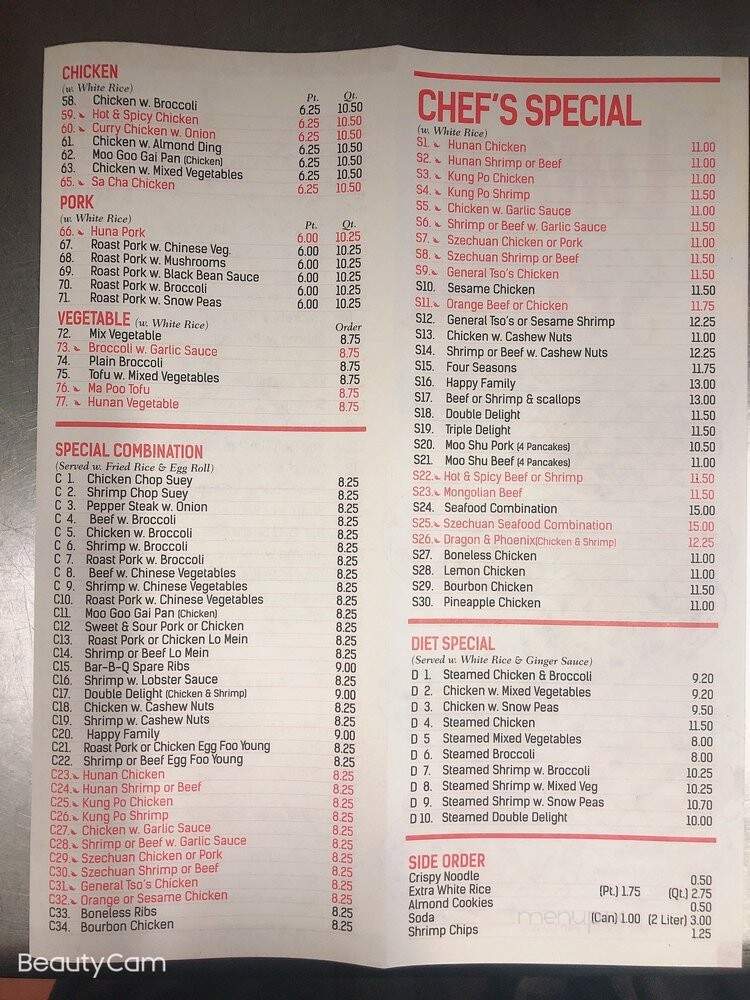 CHICKEN
(w. White Rice) Pt. Qt.
58. Chicken w. Broccoli 6.25 10.50
59. Hot & Spicy Chicken 6.25 10.50
60. Curry Chicken w. Onion 6.25 10.50
61. Chicken w. Almond Ding 6.25 10.50
62. Moo Goo Gai Pan (Chicken) 6.25 10.50
63. Chicken w. Mixed Vegetables 6.25 10.50
65. Sa Cha Chicken 6.25 10.50
PORK
(w. White Rice) Pt. Qt.
66. Huna Pork 6.00 10.25
67. Roast Pork w. Chinese Veg. 6.00 10.25
68. Roast Pork w. Mushrooms 6.00 10.25
69. Roast Pork w. Black Bean Sauce 6.00 10.25
70. Roast Pork w. Broccoli 6.00 10.25
71. Roast Pork w. Snow Peas 6.00 10.25
VEGETABLE (w. White Rice) Order
72. Mix Vegetable 8.75
73. Broccoli w. Garlic Sauce 8.75
74. Plain Broccoli 8.75
75. Tofu w. Mixed Vegetables 8.75
76. Ma Poo Tofu 8.75
77. Hunan Vegetable 8.75
SPECIAL COMBINATION
(Served w. Fried Rice & Egg Roll)
C 1. Chicken Chop Suey 8.25
C 2. Shrimp Chop Suey 8.25
C 3. Pepper Steak w. Onion 8.25
C 4. Beef w. Broccoli 8.25
C 5. Chicken w. Broccoli 8.25
C 6. Shrimp w. Broccoli 8.25
C 7. Roast Pork w. Broccoli 8.25
C 8. Beef w. Chinese Vegetables 8.25
C 9. Shrimp w. Chinese Vegetables 8.25
C10. Roast Pork w. Chinese Vegetables 8.25
C11. Moo Goo Gai Pan (Chicken) 8.25
C12. Sweet & Sour Pork or Chicken 8.25
C13. Roast Pork or Chicken Lo Mein 8.25
C14. Shrimp or Beef Lo Mein 8.25
C15. Bar-B-Q Spare Ribs 9.00
C16. Shrimp w. Lobster Sauce 8.25
C17. Double Delight (Chicken & Shrimp) 9.00
C18. Chicken w. Cashew Nuts 8.25
C19. Shrimp w. Cashew Nuts 8.25
C20. Happy Family 9.00
C21. Roast Pork or Chicken Egg Foo Young 8.25
C22. Shrimp or Beef Egg Foo Young 8.25
C23. Hunan Chicken 8.25
C24. Hunan Shrimp or Beef 8.25
C25. Kung Po Chicken 8.25
C26. Kung Po Shrimp 8.25
C27. Chicken w. Garlic Sauce 8.25
C28. Shrimp or Beef w. Garlic Sauce 8.25
C29. Szechuan Chicken or Pork 8.25
C30. Szechuan Shrimp or Beef 8.25
C31. General Tso's Chicken 8.25
C32. Orange or Sesame Chicken 8.25
C33. Boneless Ribs 8.25
C34. Bourbon Chicken 8.25
CHEF'S SPECIAL
(w. White Rice)
S1. Hunan Chicken 11.00
S2. Hunan Shrimp or Beef 11.50
S3. Kung Po Chicken 11.00
S4. Kung Po Shrimp 11.50
S5. Chicken w. Garlic Sauce 11.00
S6. Shrimp or Beef w. Garlic Sauce 11.50
S7. Szechuan Chicken or Pork 11.00
S8. Szechuan Shrimp or Beef 11.50
S9. General Tso's Chicken 11.50
S10. Sesame Chicken 11.50
S11. Orange Beef or Chicken 11.75
S12. General Tso's or Sesame Shrimp 12.25
S13. Chicken w. Cashew Nuts 11.00
S14. Shrimp or Beef w. Cashew Nuts 12.25
S15. Four Seasons 11.75
S16. Happy Family 13.00
S17. Beef or Shrimp & scallops 13.00
S18. Double Delight 11.50
S19. Triple Delight 11.50
S20. Moo Shu Pork (4 Pancakes) 10.50
S21. Moo Shu Beef (4 Pancakes) 11.00
S22. Hot & Spicy Beef or Shrimp 11.50
S23. Mongolian Beef 11.50
S24. Seafood Combination 15.00
S25. Szechuan Seafood Combination 15.00
S26. Dragon & Phoenix(Chicken & Shrimp) 12.25
S27. Boneless Chicken 11.00
S28. Lemon Chicken 11.00
S29. Bourbon Chicken 11.50
S30. Pineapple Chicken 11.00
DIET SPECIAL
(Served w. White Rice & Ginger Sauce)
D 1. Steamed Chicken & Broccoli 9.20
D 2. Chicken w. Mixed Vegetables 9.20
D 3. Chicken w. Snow Peas 9.50
D 4. Steamed Chicken 11.50
D 5 Steamed Mixed Vegetables 8.00
D 6. Steamed Broccoli 8.00
D 7. Steamed Shrimp w. Broccoli 10.25
D 8. Steamed Shrimp w. Mixed Veg 10.25
D 9. Steamed Shrimp w. Snow Peas 10.70
D 10. Steamed Double Delight 10.00
SIDE ORDER
Crispy Noodle 0.50
Extra White Rice (Pt.) 1.75 (Qt.) 2.75
Almond Cookies 0.50
Soda (Can) 1.00 (2 Liter) 3.00
Shrimp Chips 1.25
BeautyCam